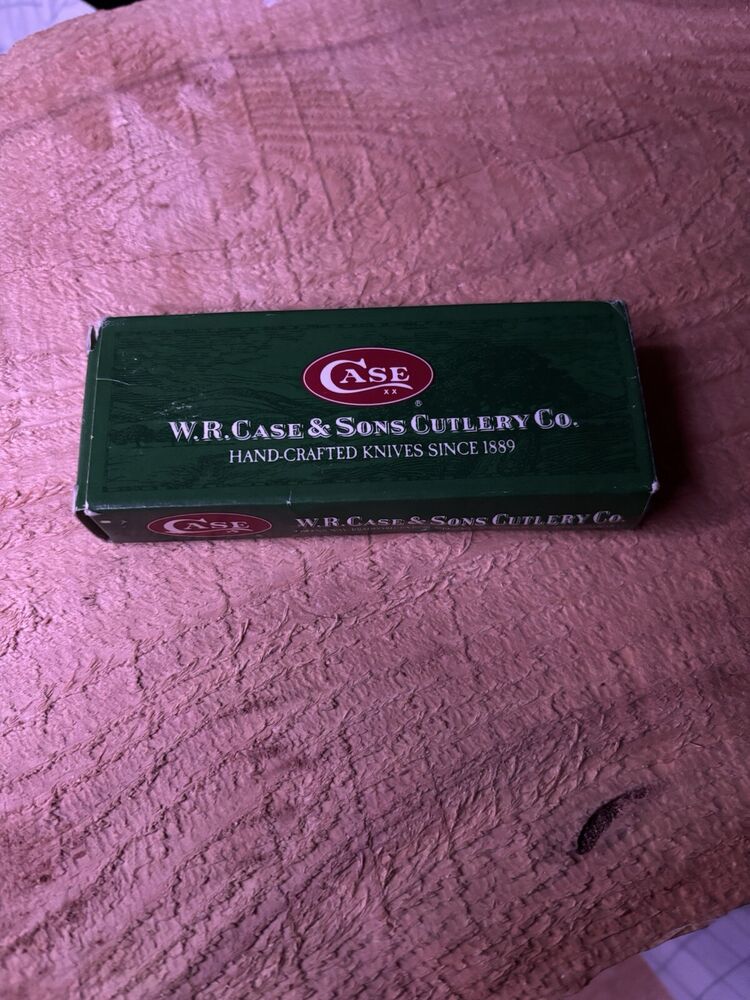 CASE
XX
®
W.R. CASE & SONS CUTLERY CO.
HAND-CRAFTED KNIVES SINCE 1889
CASE
W.R. CASE & SONS CUTLERY CO.